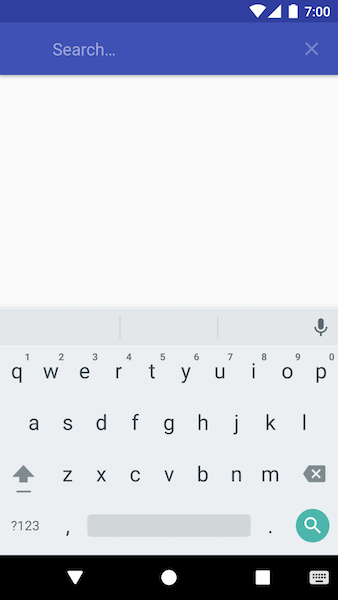 7:00
Search...
1 2 3 4 5 6 7 8 9 0
q w e r t y u i o p
a s d f g h j k l
z x c v b n m
?123 , .